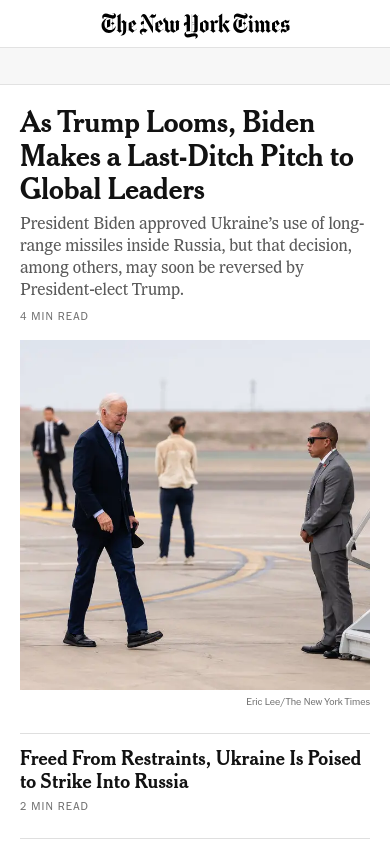 The New York Times
As Trump Looms, Biden
Makes a Last-Ditch Pitch to
Global Leaders
President Biden approved Ukraine’s use of long-
range missiles inside Russia, but that decision,
among others, may soon be reversed by
President-elect Trump.
4 MIN READ
Eric Lee/The New York Times
Freed From Restraints, Ukraine Is Poised
to Strike Into Russia
2 MIN READ